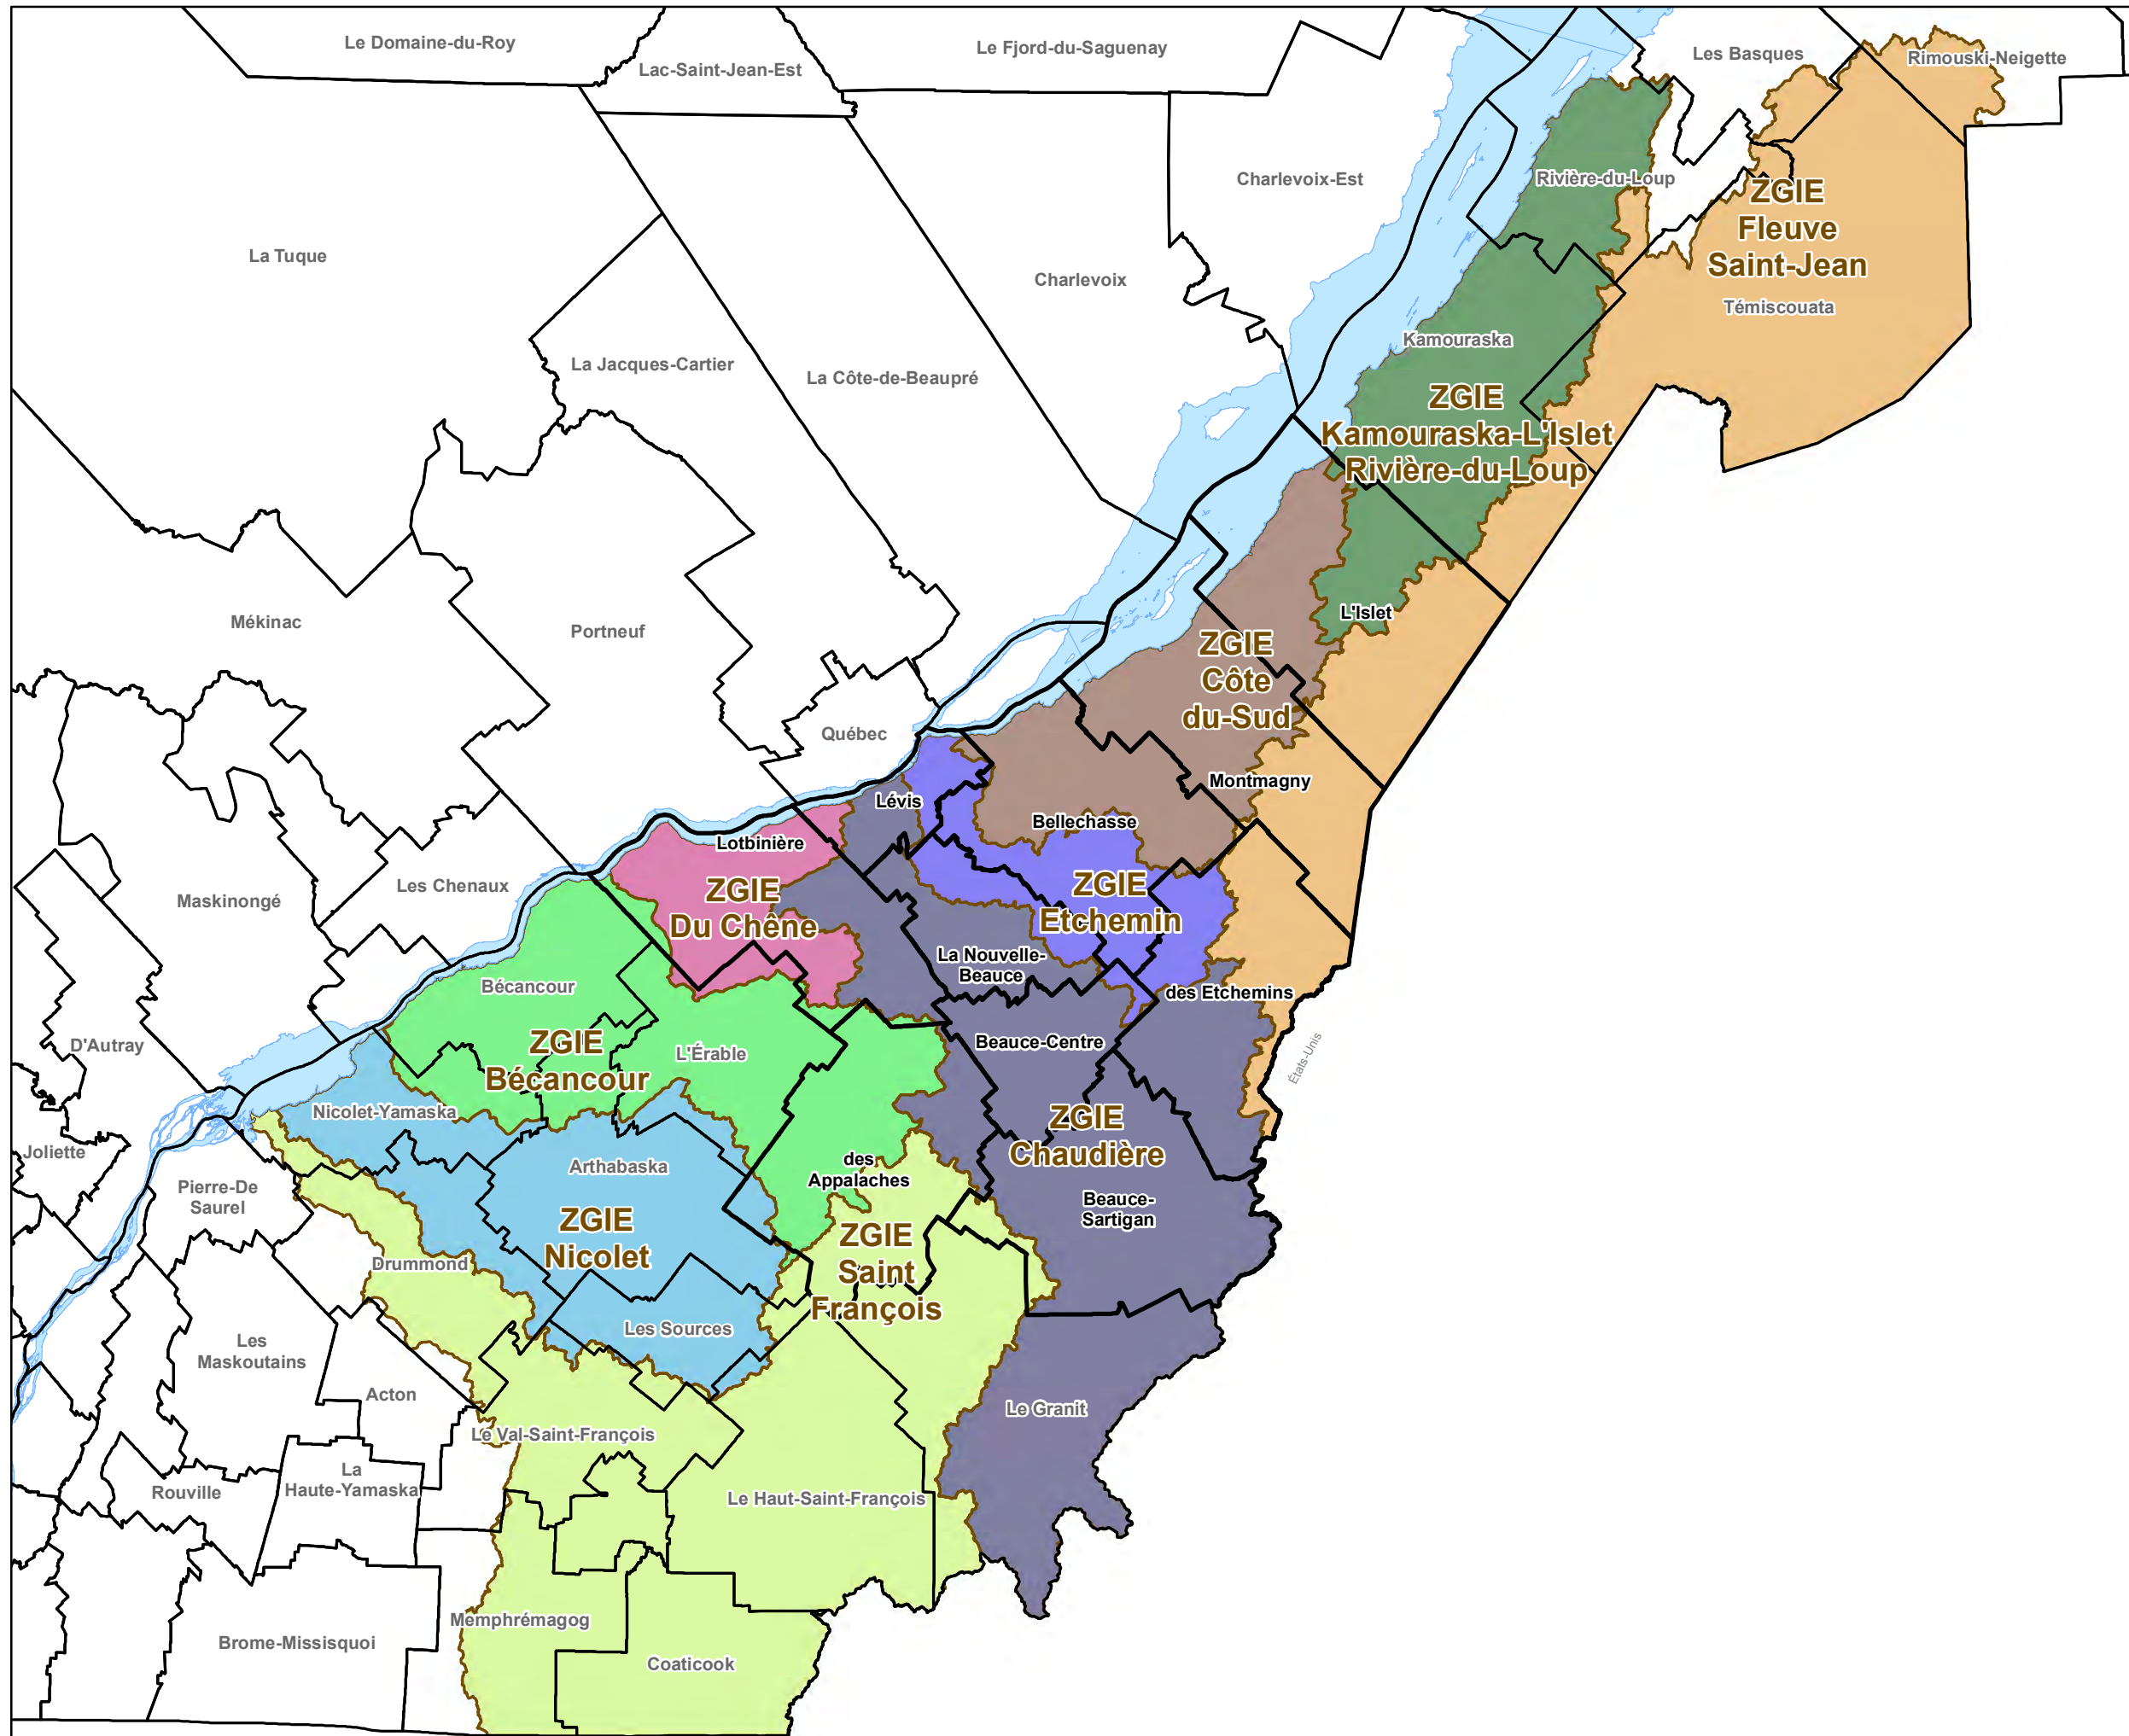 Le Domaine-du-Roy
Lac-Saint-Jean-Est
Le Fjord-du-Saguenay
Les Basques
Rimouski-Neigette
Charlevoix-Est
Rivière-du-Loup
ZGIE
Fleuve
Saint-Jean
Témiscouata
La Tuque
Charlevoix
La Jacques-Cartier
La Côte-de-Beaupré
Kamouraska
ZGIE
Kamouraska-L'Islet
Rivière-du-Loup
L'Islet
Mékinac
Portneuf
ZGIE
Côte
du-Sud
Québec
Montmagny
Lévis
Bellechasse
Lotbinière
Les Chenaux
Maskinongé
ZGIE
Du Chêne
ZGIE
Etchemin
La Nouvelle-
Beauce
Bécancour
des Etchemins
D'Autray
ZGIE
Bécancour
L'Érable
Beauce-Centre
États-Unis
Nicolet-Yamaska
ZGIE
Chaudière
Joliette
Arthabaska
des
Appalaches
Pierre-De
Saurel
Beauce-
Sartigan
ZGIE
Nicolet
ZGIE
Saint
François
Drummond
Les Sources
Les
Maskoutains
Acton
Le Granit
Le Val-Saint-François
La
Haute-Yamaska
Rouville
Le Haut-Saint-François
Memphrémagog
Brome-Missisquoi
Coaticook